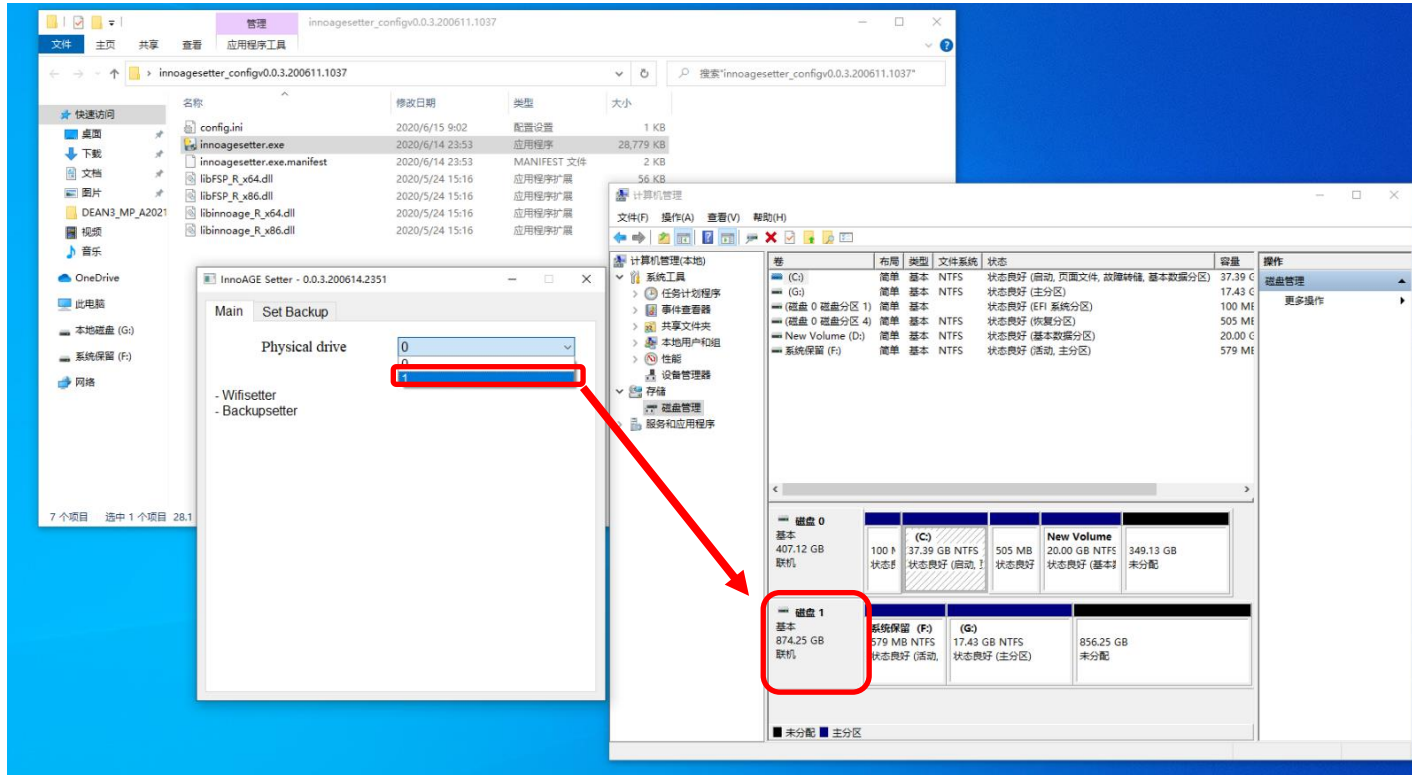 管理
innoagesetter_configv0.0.3.200611.1037
文件 主页 共享 查看 应用程序工具
innoagesetter_configv0.0.3.200611.1037
搜索"innoagesetter_configv0.0.3.200611.1037"
快速访问
桌面
下载
文档
图片
DEAN3_MP_A2021
视频
音乐
OneDrive
此电脑
本地磁盘 (G:)
系统保留 (F:)
网络
名称 修改日期 类型 大小
config.ini 2020/6/15 9:02 配置设置 1 KB
innoagesetter.exe 2020/6/14 23:53 应用程序 28,779 KB
innoagesetter.exe.manifest 2020/6/14 23:53 MANIFEST 文件 2 KB
libFSP_R_x64.dll 2020/5/24 15:16 应用程序扩展 56 KB
libFSP_R_x86.dll 2020/5/24 15:16 应用程序扩展
libinnoage_R_x64.dll 2020/5/24 15:16 应用程序扩展
libinnoage_R_x86.dll 2020/5/24 15:16 应用程序扩展
7 个项目 选中 1 个项目 28.1
InnoAGE Setter - 0.0.3.200614.2351
Main Set Backup
Physical drive 0
0
1
- Wifisetter
- Backupsetter
计算机管理
文件(F) 操作(A) 查看(V) 帮助(H)
计算机管理(本地)
系统工具
任务计划程序
事件查看器
共享文件夹
本地用户和组
性能
设备管理器
存储
磁盘管理
服务和应用程序
卷 布局 类型 文件系统 状态 容量
(C:) 简单 基本 NTFS 状态良好 (启动, 页面文件, 故障转储, 基本数据分区) 37.39 G
(G:) 简单 基本 NTFS 状态良好 (主分区) 17.43 G
(磁盘 0 磁盘分区 1) 简单 基本 状态良好 (EFI 系统分区) 100 ME
(磁盘 0 磁盘分区 4) 简单 基本 NTFS 状态良好 (恢复分区) 505 ME
New Volume (D:) 简单 基本 NTFS 状态良好 (基本数据分区) 20.00 G
系统保留 (F:) 简单 基本 NTFS 状态良好 (活动, 主分区) 579 ME
操作
磁盘管理
更多操作
磁盘 0
基本
407.12 GB
联机
100 M
状态良
(C:)
37.39 GB NTFS
状态良好 (启动,
505 MB
状态良好
New Volume
20.00 GB NTFS
状态良好 (基本
349.13 GB
未分配
磁盘 1
基本
874.25 GB
联机
系统保留 (F:)
579 MB NTFS
状态良好 (活动,
(G:)
17.43 GB NTFS
状态良好 (主分区)
856.25 GB
未分配
未分配 主分区